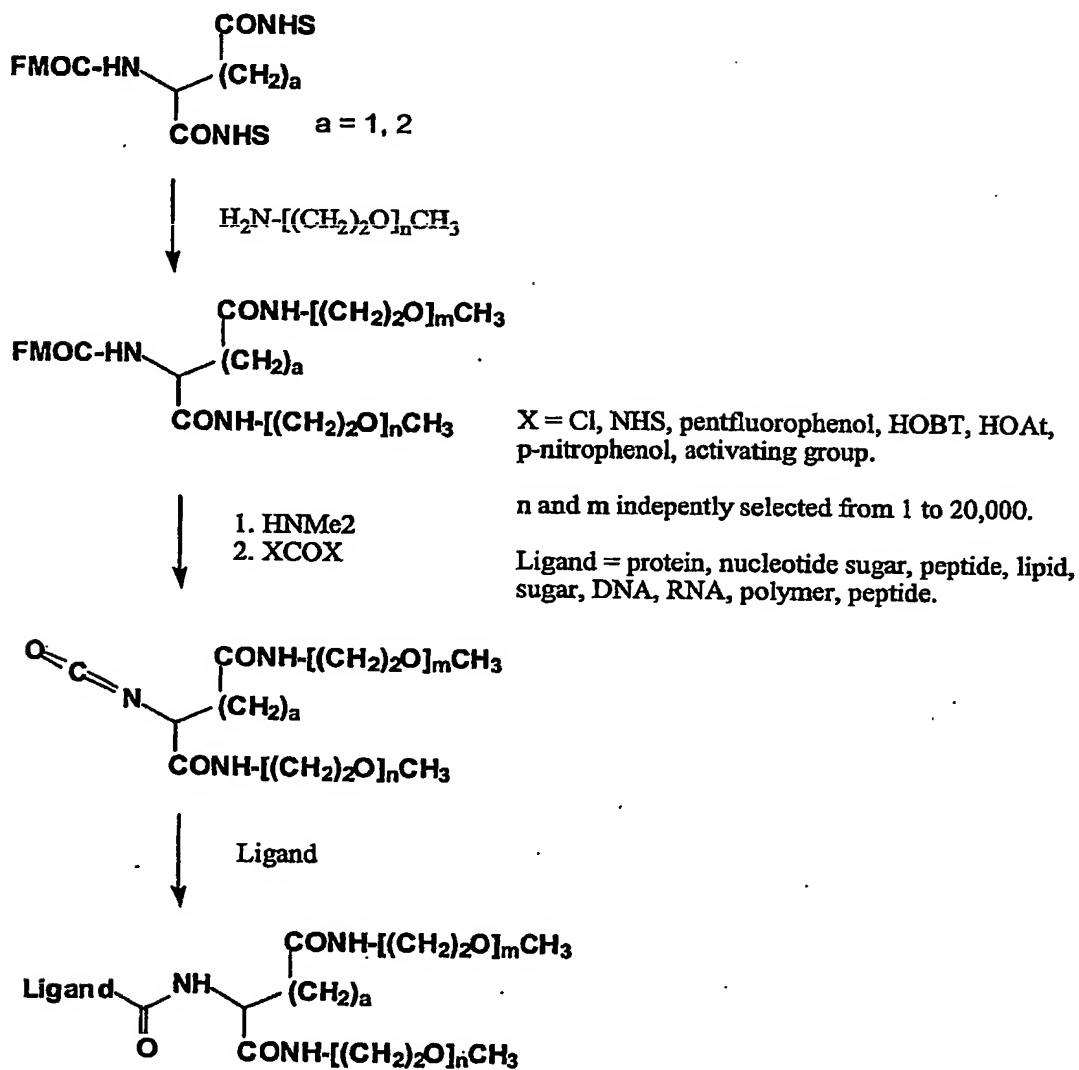 CONHS
FMOC-HN
(CH₂)ₐ
CONHS
a = 1, 2
H₂N-[(CH₂)₂O]ₙCH₃
CONH-[(CH₂)₂O]ₘCH₃
FMOC-HN
(CH₂)ₐ
CONH-[(CH₂)₂O]ₙCH₃
X = Cl, NHS, pentfluorophenol, HOBT, HOAt,
p-nitrophenol, activating group.
n and m indepently selected from 1 to 20,000.
Ligand = protein, nucleotide sugar, peptide, lipid,
sugar, DNA, RNA, polymer, peptide.
1. HNMe2
2. XCOX
O
C
N
CONH-[(CH₂)₂O]ₘCH₃
(CH₂)ₐ
CONH-[(CH₂)₂O]ₙCH₃
Ligand
CONH-[(CH₂)₂O]ₘCH₃
Ligand
NH
(CH₂)ₐ
O
CONH-[(CH₂)₂O]ₙCH₃